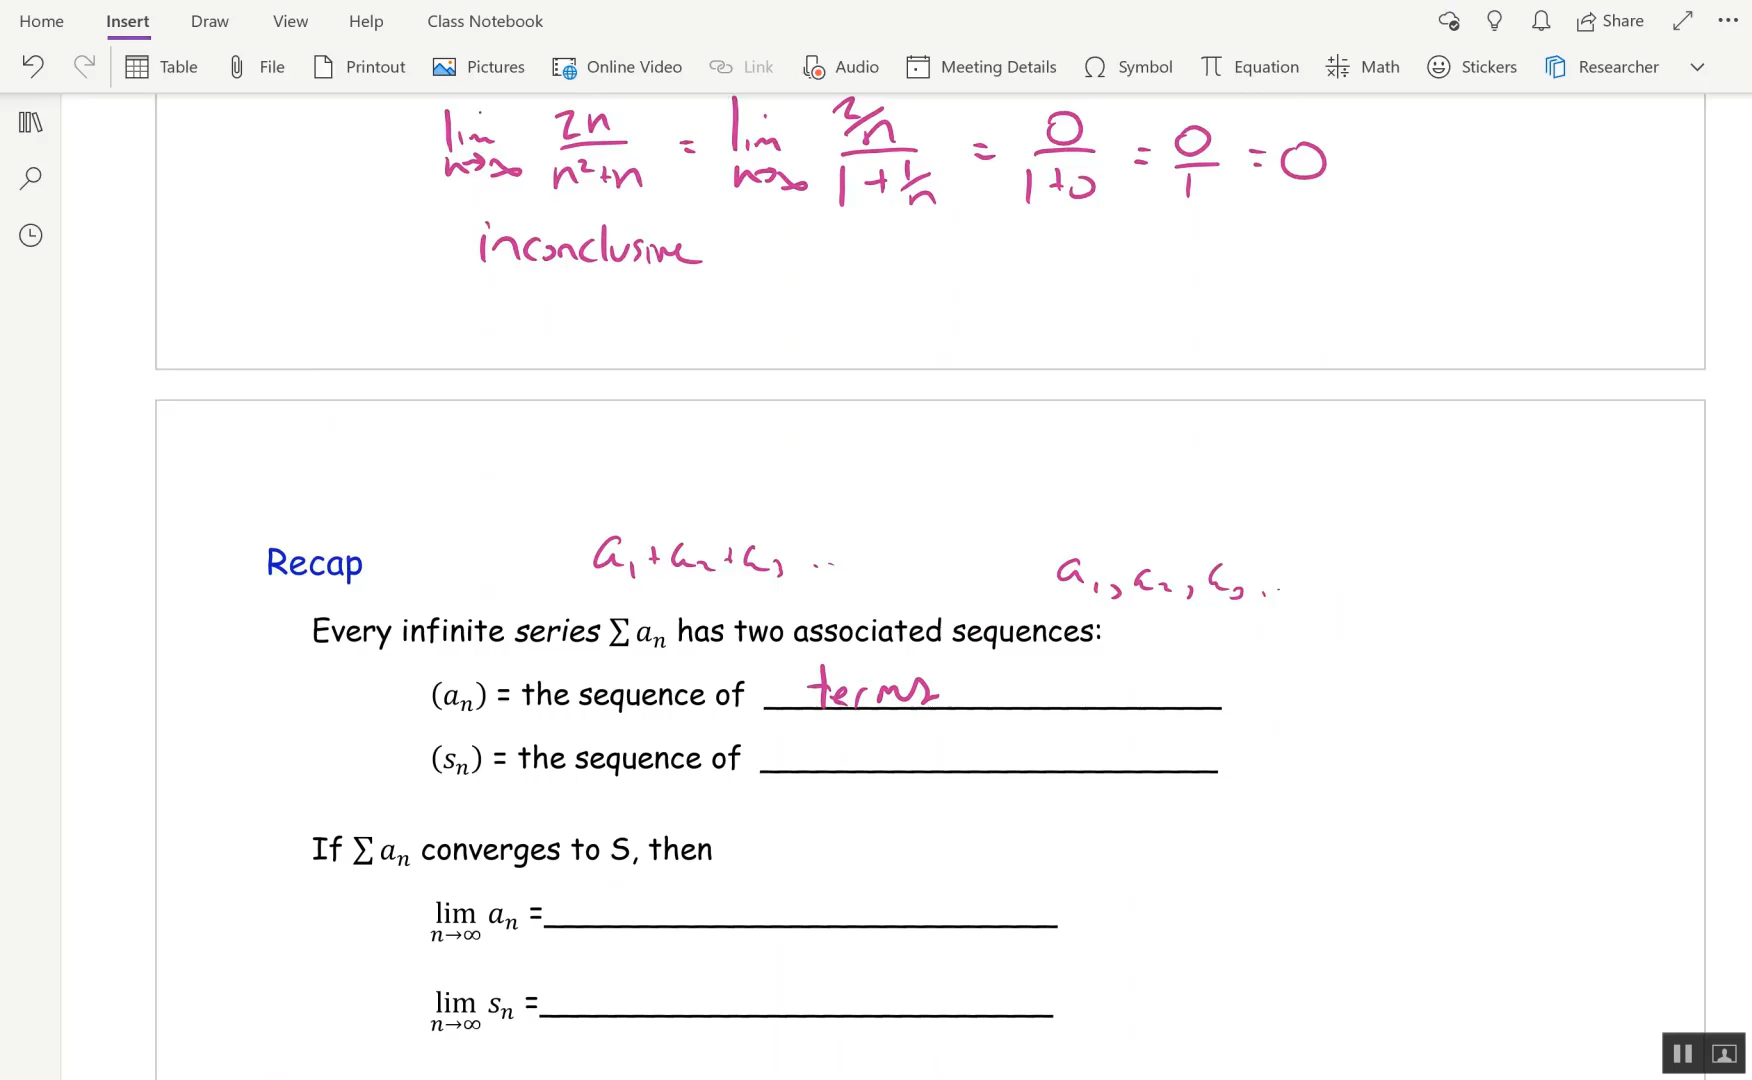 Home Insert Draw View Help Class Notebook Share
Table File Printout Pictures Online Video Link Audio Meeting Details Symbol Equation Math Stickers Researcher
lim n→∞ 2n/(n²+n) = lim n→∞ (2/n)/(1+1/n) = 0/(1+0) = 0/1 = 0
inconclusive
Recap
a₁ + a₂ + a₃ ...
a₁, a₂, a₃, ...
Every infinite series ∑ aₙ has two associated sequences:
(aₙ) = the sequence of terms
(sₙ) = the sequence of ____
If ∑ aₙ converges to S, then
lim n→∞ aₙ = ____
lim n→∞ sₙ = ____